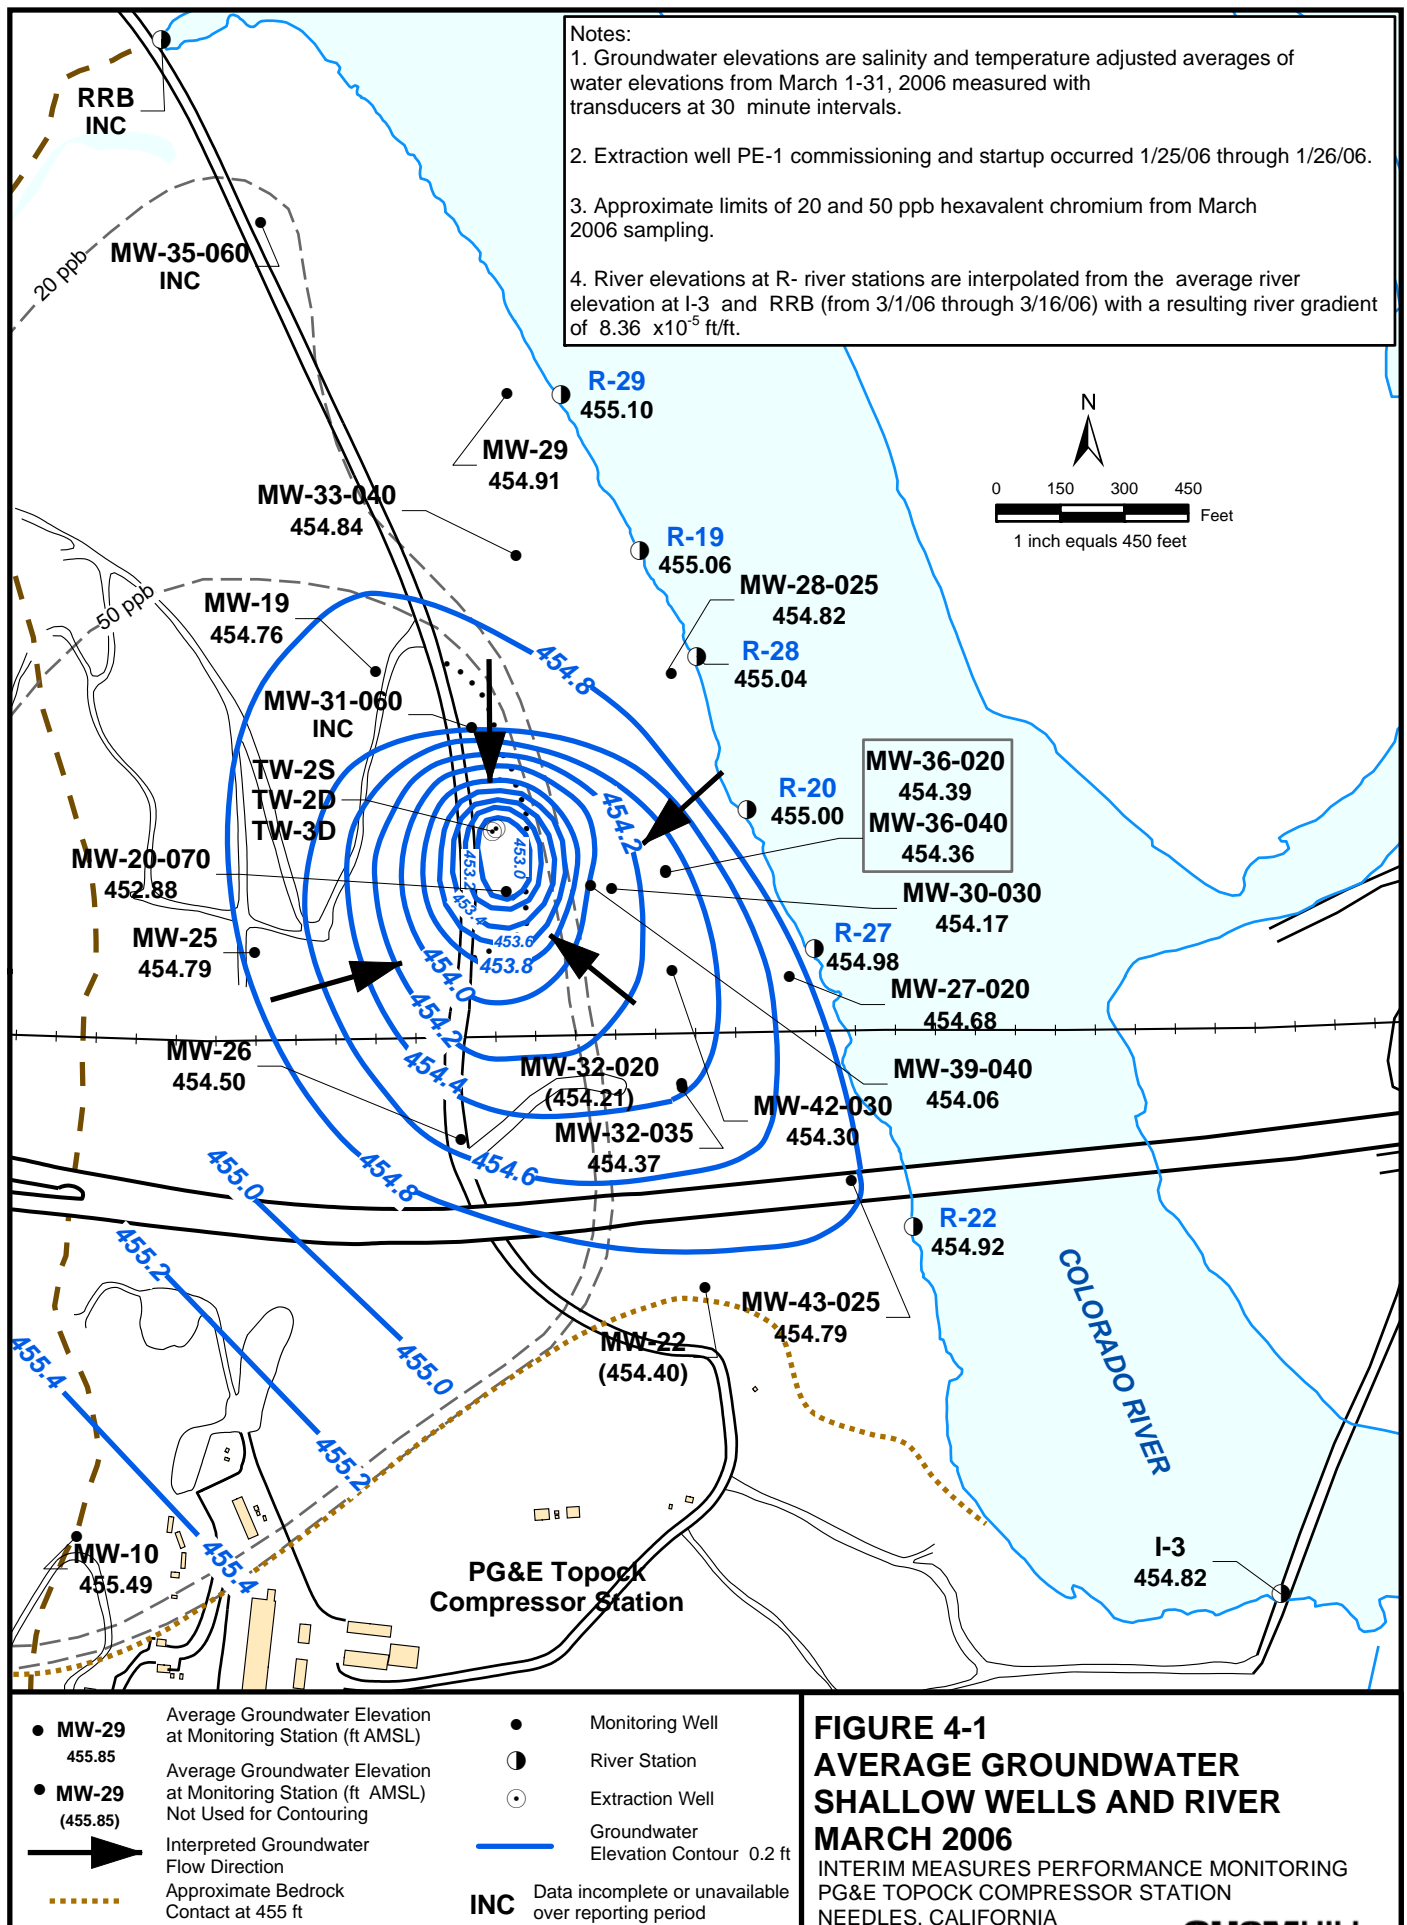 Notes:
1. Groundwater elevations are salinity and temperature adjusted averages of
water elevations from March 1-31, 2006 measured with
transducers at 30 minute intervals.
2. Extraction well PE-1 commissioning and startup occurred 1/25/06 through 1/26/06.
3. Approximate limits of 20 and 50 ppb hexavalent chromium from March
2006 sampling.
4. River elevations at R- river stations are interpolated from the average river
elevation at I-3 and RRB (from 3/1/06 through 3/16/06) with a resulting river gradient
of 8.36 x10-5 ft/ft.
RRB
INC
MW-35-060
INC
20 ppb
R-29
455.10
N
MW-29
454.91
0 150 300 450
Feet
1 inch equals 450 feet
MW-33-040
454.84
R-19
455.06
MW-28-025
454.82
50 ppb
MW-19
454.76
454.8
R-28
455.04
MW-31-060
INC
TW-2S
TW-2D
TW-3D
MW-36-020
454.39
MW-36-040
454.36
R-20
455.00
454.2
453.0
453.2
453.4
453.6
453.8
MW-20-070
452.88
MW-30-030
454.17
MW-25
454.79
R-27
454.98
454.0
MW-27-020
454.68
454.2
MW-26
454.50
454.4
MW-32-020
(454.21)
MW-39-040
454.06
MW-42-030
454.30
MW-32-035
454.37
455.0
454.8
454.6
R-22
454.92
455.2
COLORADO RIVER
MW-43-025
454.79
MW-22
(454.40)
455.4
455.0
455.2
MW-10
455.49
455.4
PG&E Topock
Compressor Station
I-3
454.82
MW-29
455.85
Average Groundwater Elevation
at Monitoring Station (ft AMSL)
MW-29
(455.85)
Average Groundwater Elevation
at Monitoring Station (ft AMSL)
Not Used for Contouring
Interpreted Groundwater
Flow Direction
Approximate Bedrock
Contact at 455 ft
Monitoring Well
River Station
Extraction Well
Groundwater
Elevation Contour 0.2 ft
INC
Data incomplete or unavailable
over reporting period
FIGURE 4-1
AVERAGE GROUNDWATER
SHALLOW WELLS AND RIVER
MARCH 2006
INTERIM MEASURES PERFORMANCE MONITORING
PG&E TOPOCK COMPRESSOR STATION
NEEDLES, CALIFORNIA